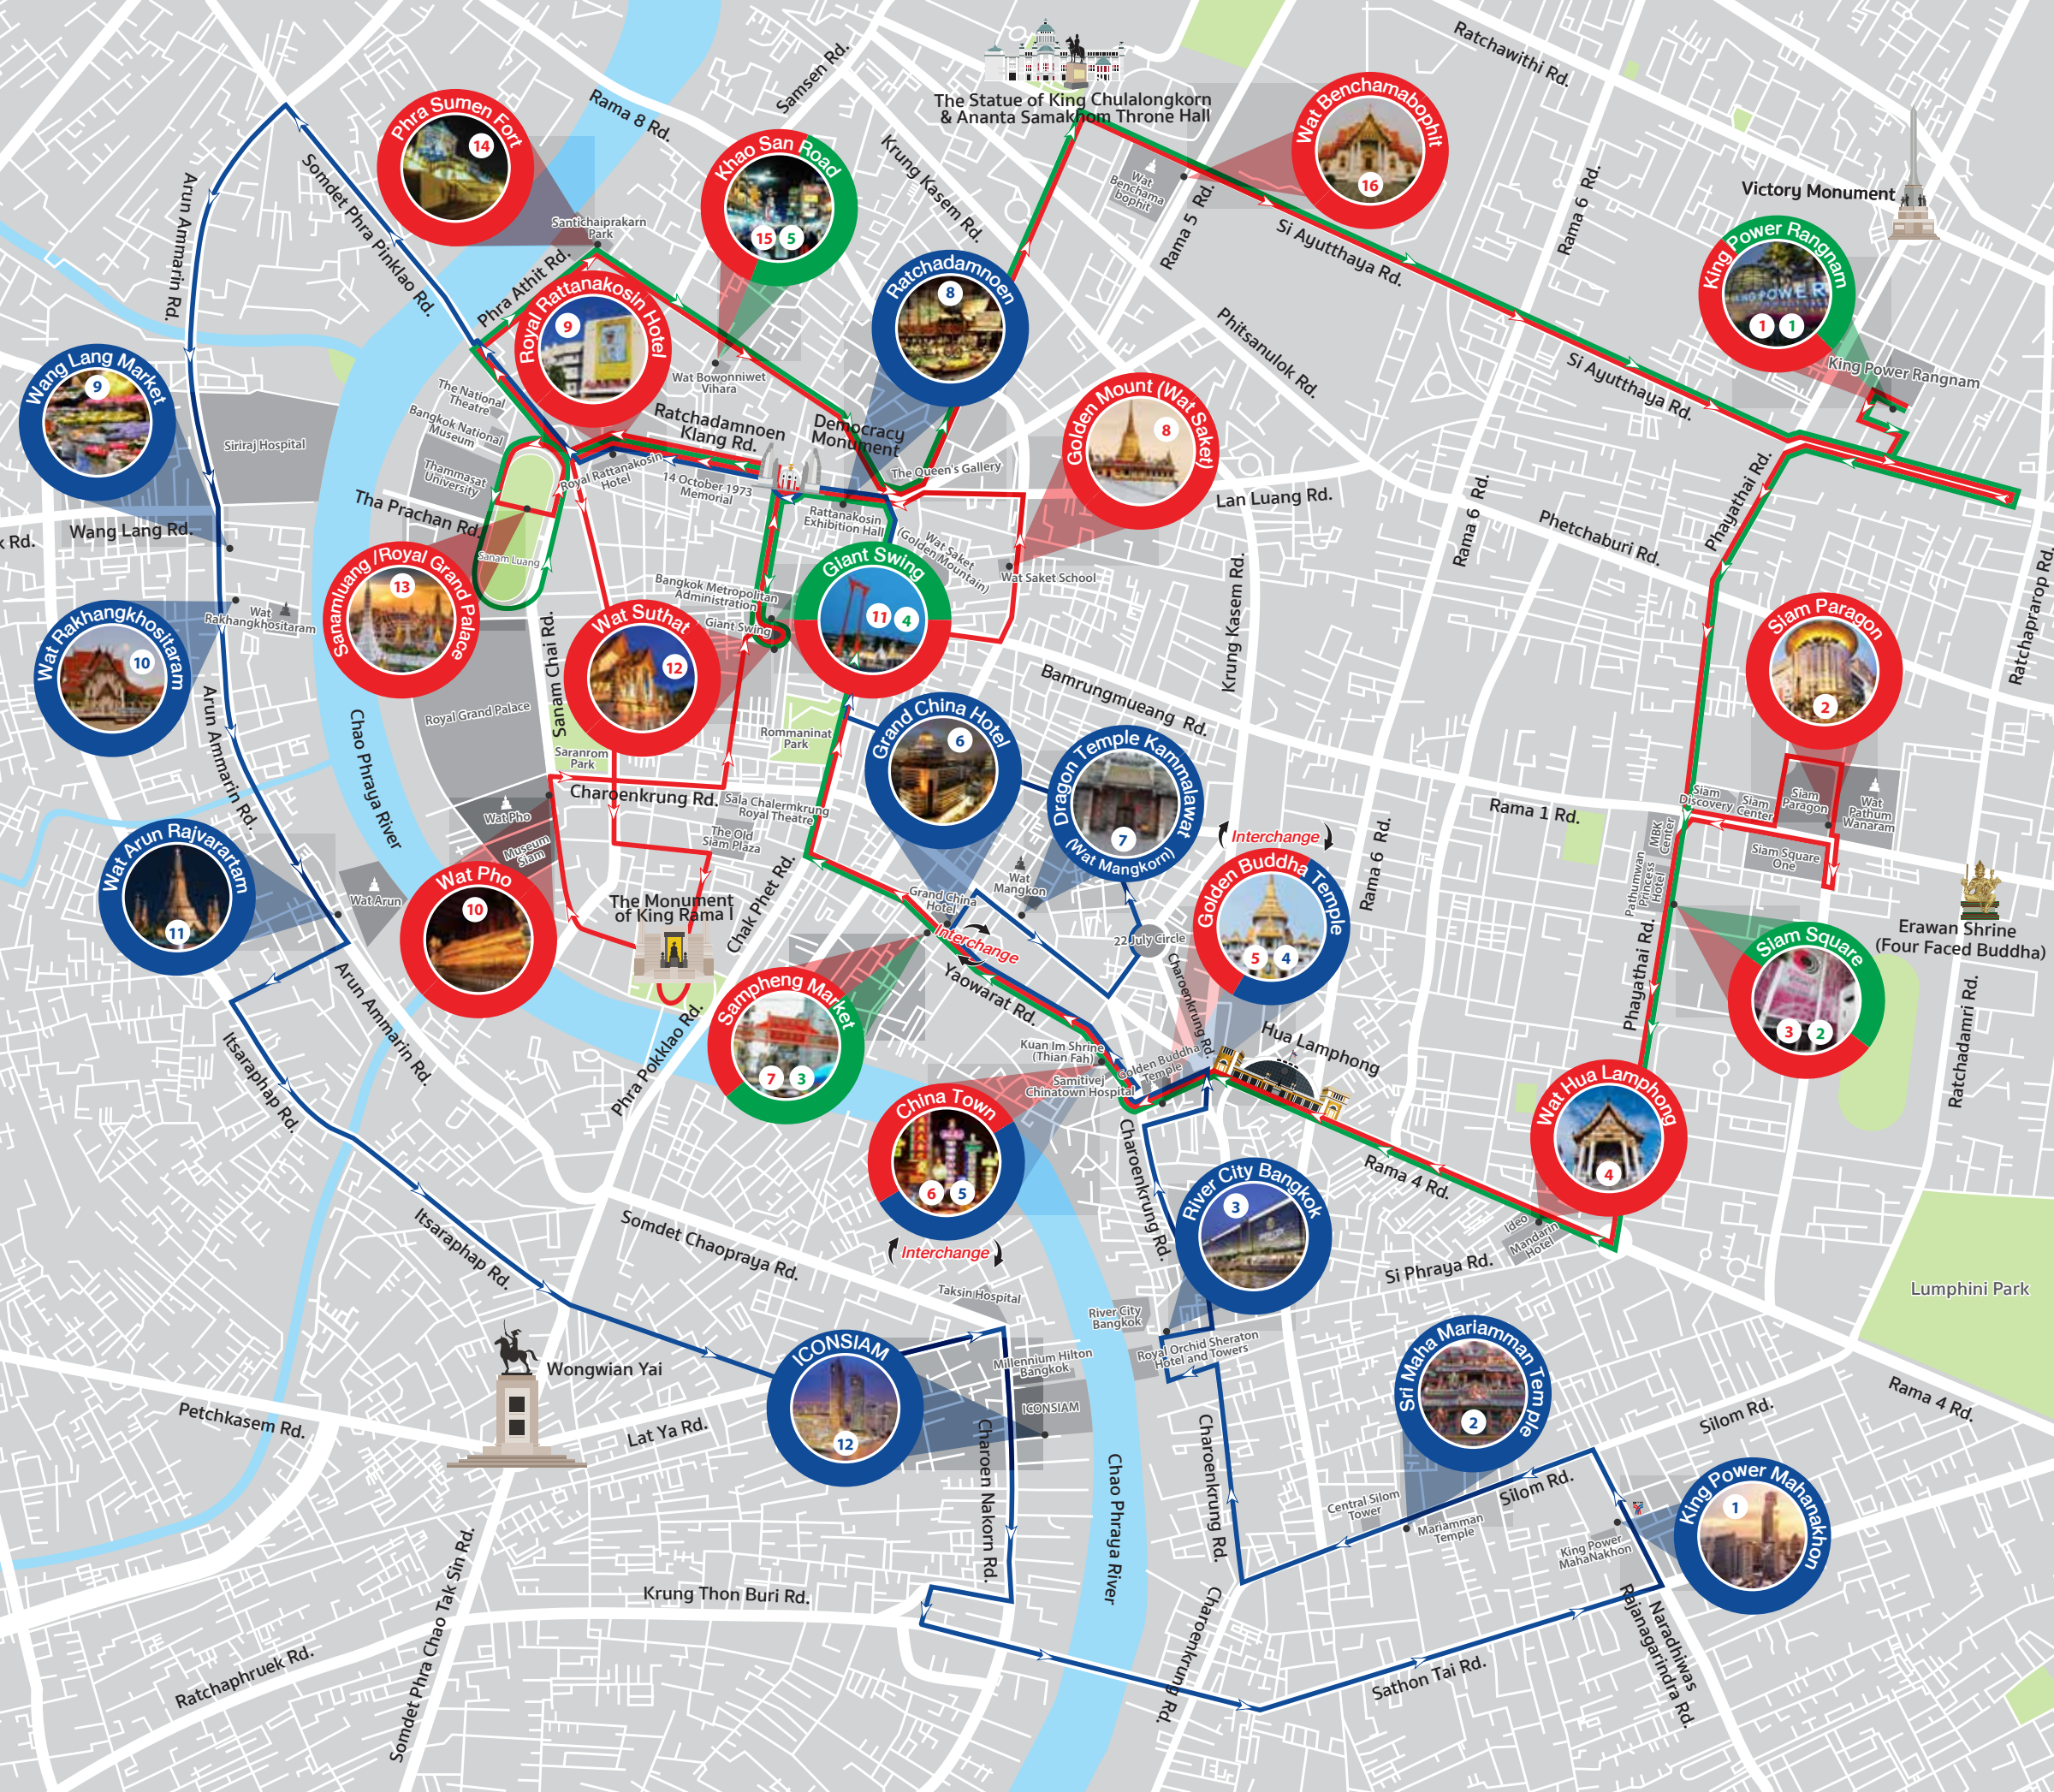 Ratchawithi Rd.
Samsen Rd.
Rama 8 Rd.
The Statue of King Chulalongkorn
& Ananta Samakhom Throne Hall
Phra Sumen Fort
14
Khao San Road
15 5
Krung Kasem Rd.
Wat Benchamabophit
16
Wat
Benchama
bophit
Rama 5 Rd.
Rama 6 Rd.
Victory Monument
Arun Ammarin Rd.
Somdet Phra Pinklao Rd.
Santichaiprakarn
Park
Phra Athit Rd.
Si Ayutthaya Rd.
King Power Rangnam
1 1
King Power Rangnam
Royal Rattanakosin Hotel
9
Ratchadamnoen
8
Phitsanulok Rd.
Si Ayutthaya Rd.
Wang Lang Market
9
The National
Theatre
Bangkok National
Museum
Wat Bowonniwet
Vihara
Ratchadamnoen
Klang Rd.
Democracy
Monument
Golden Mount (Wat Saket)
8
Siriraj Hospital
Thammasat
University
Royal Rattanakosin
Hotel
14 October 1973
Memorial
The Queen's Gallery
Lan Luang Rd.
Rama 6 Rd.
Phetchaburi Rd.
Phayathai Rd.
Tha Prachan Rd.
k Rd.
Wang Lang Rd.
Rattanakosin
Exhibition Hall
Wat Saket
(Golden Mountain)
Wat Saket School
Sanam Luang
Sanamluang /Royal Grand Palace
13
Bangkok Metropolitan
Administration
Giant Swing
Giant Swing
11 4
Krung Kasem Rd.
Ratchaprarop Rd.
Wat
Rakhangkhositaram
Wat Rakhangkhositaram
10
Wat Suthat
12
Siam Paragon
2
Sanam Chai Rd.
Bamrungmueang Rd.
Arun Ammarin Rd.
Chao Phraya River
Royal Grand Palace
Rommaninat
Park
Grand China Hotel
6
Dragon Temple Kammalawat
(Wat Mangkorn)
7
Saranrom
Park
Charoenkrung Rd.
Sala Chalermkrung
Royal Theatre
Rama 1 Rd.
Siam
Discovery
Siam
Center
Siam
Paragon
Wat
Pathum
Wanaram
MBK
Center
Siam Square
One
Wat Pho
Museum
Siam
The Old
Siam Plaza
Interchange
Golden Buddha Temple
5 4
Rama 6 Rd.
Pathumwan
Princess
Hotel
Wat Arun Rajvarartam
11
Wat Arun
Wat Pho
10
The Monument
of King Rama I
Chak Phet Rd.
Grand China
Hotel
Wat
Mangkon
Interchange
22 July Circle
Charoenkrung Rd.
Phayathai Rd.
Erawan Shrine
(Four Faced Buddha)
Siam Square
3 2
Arun Ammarin Rd.
Yaowarat Rd.
Sampheng Market
7 3
Hua Lamphong
Ratchadamri Rd.
Kuan Im Shrine
(Thian Fah)
Golden Buddha
Temple
Samitivej
Chinatown Hospital
Phra Pokklao Rd.
Itsaraphap Rd.
China Town
6 5
Interchange
Wat Hua Lamphong
4
Charoenkrung Rd.
Rama 4 Rd.
River City Bangkok
3
Ideo
Mandarin
Hotel
Si Phraya Rd.
Itsaraphap Rd.
Somdet Chaopraya Rd.
Lumphini Park
Taksin Hospital
River City
Bangkok
Royal Orchid Sheraton
Hotel and Towers
Millennium Hilton
Bangkok
ICONSIAM
12
ICONSIAM
Sri Maha Mariamman Temple
2
Wongwian Yai
Petchkasem Rd.
Lat Ya Rd.
Charoen Nakorn Rd.
Chao Phraya River
Charoenkrung Rd.
Silom Rd.
Rama 4 Rd.
Silom Rd.
Central Silom
Tower
Mariamman
Temple
King Power
MahaNakhon
King Power Mahanakhon
1
Krung Thon Buri Rd.
Somdet Phra Chao Tak Sin Rd.
Ratchaphruek Rd.
Charoenkrung Rd.
Sathon Tai Rd.
Naradhiwas
Rajanagarindra Rd.